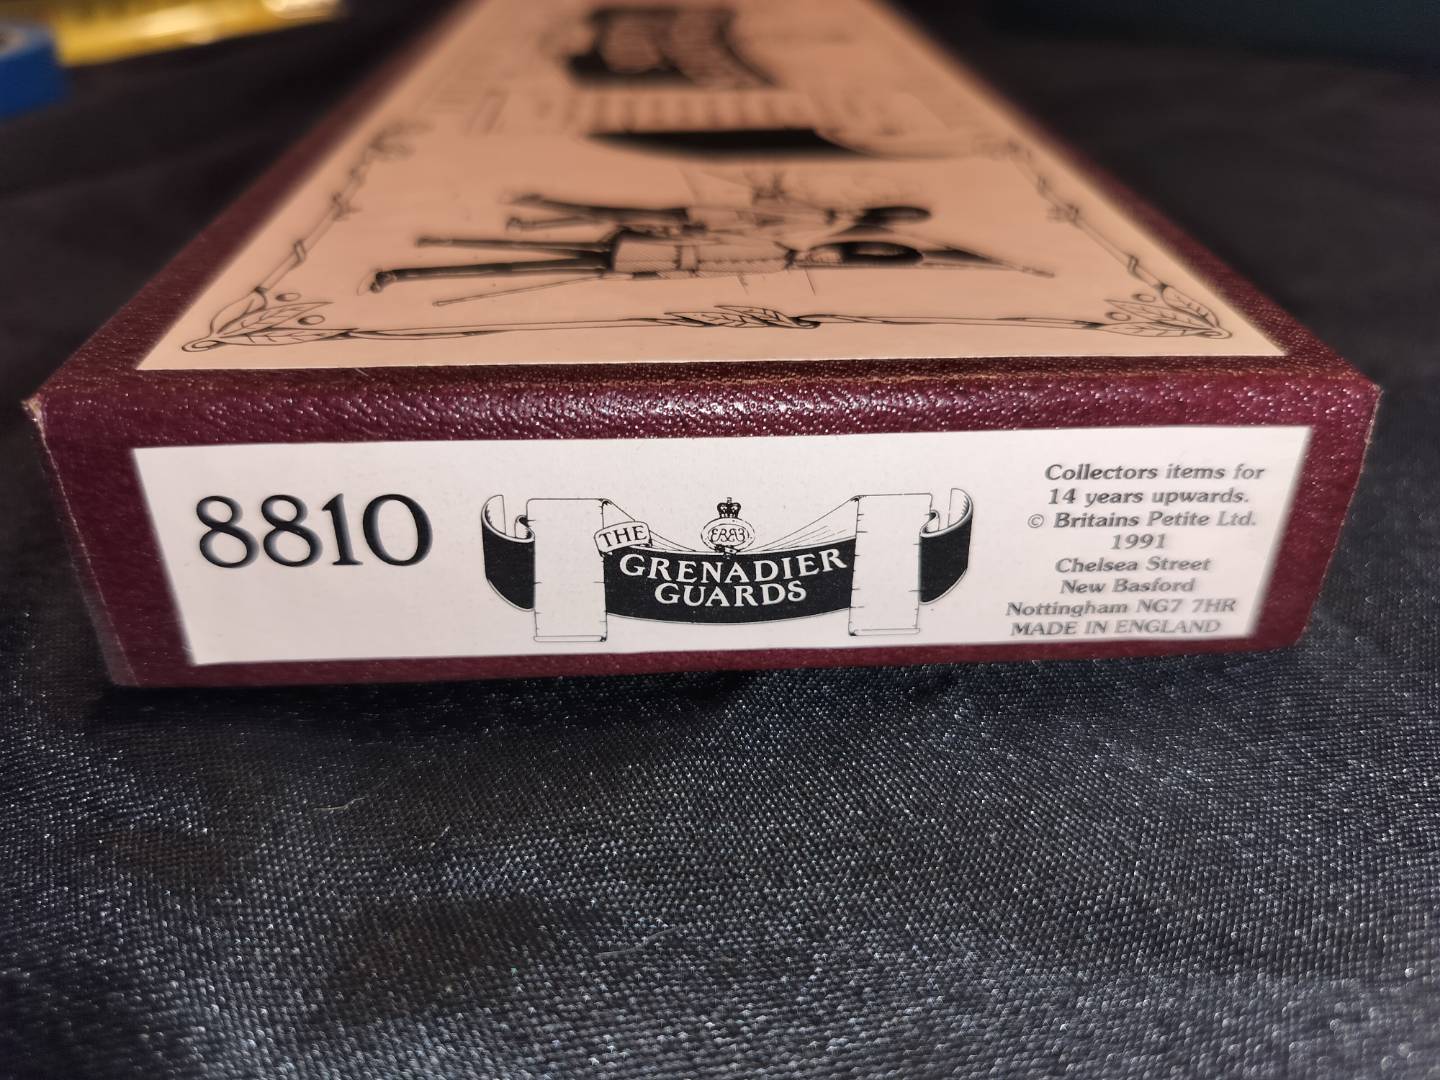 8810
THE
GRENADIER
GUARDS
Collectors items for
14 years upwards.
© Britains Petite Ltd.
1991
Chelsea Street
New Basford
Nottingham NG7 7HR
MADE IN ENGLAND